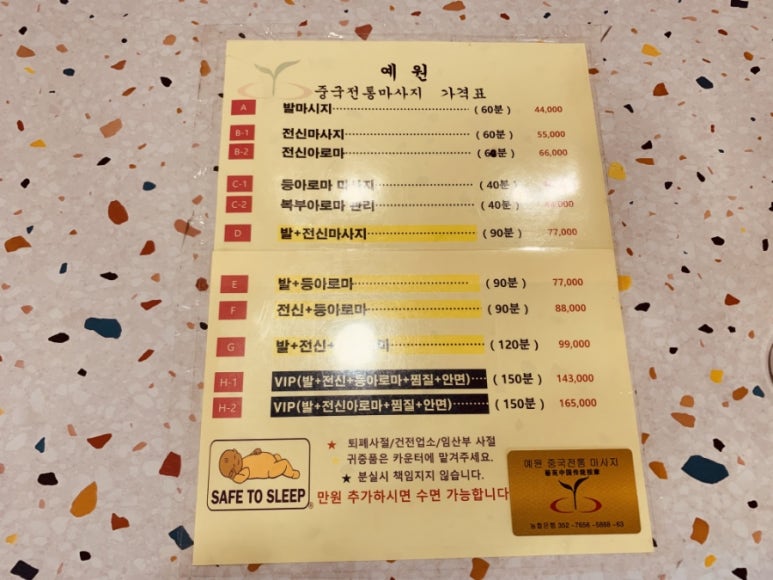 예 원
중국전통마사지 가격표
A 발마시지 (60분) 44,000
B-1 전신마사지 (60분) 55,000
B-2 전신아로마 66,000
C-1 등아로마 마사지 (40분)
C-2 복부아로마 관리 (40분)
D 발+전신마사지 (90분) 77,000
E 발+등아로마 (90분) 77,000
F 전신+등아로마 (90분) 88,000
G 발+전신+ (120분) 99,000
H-1 VIP(발+전신+등아로마+찜질+안면) (150분) 143,000
H-2 VIP(발+전신아로마+찜질+안면) (150분) 165,000
★ 퇴폐사절/건전업소/임산부 사절
귀중품은 카운터에 맡겨주세요.
★ 분실시 책임지지 않습니다.
SAFE TO SLEEP
만원 추가하시면 수면 가능합니다
예원 중국전통 마사지
농협은행 352-7656-5868-63